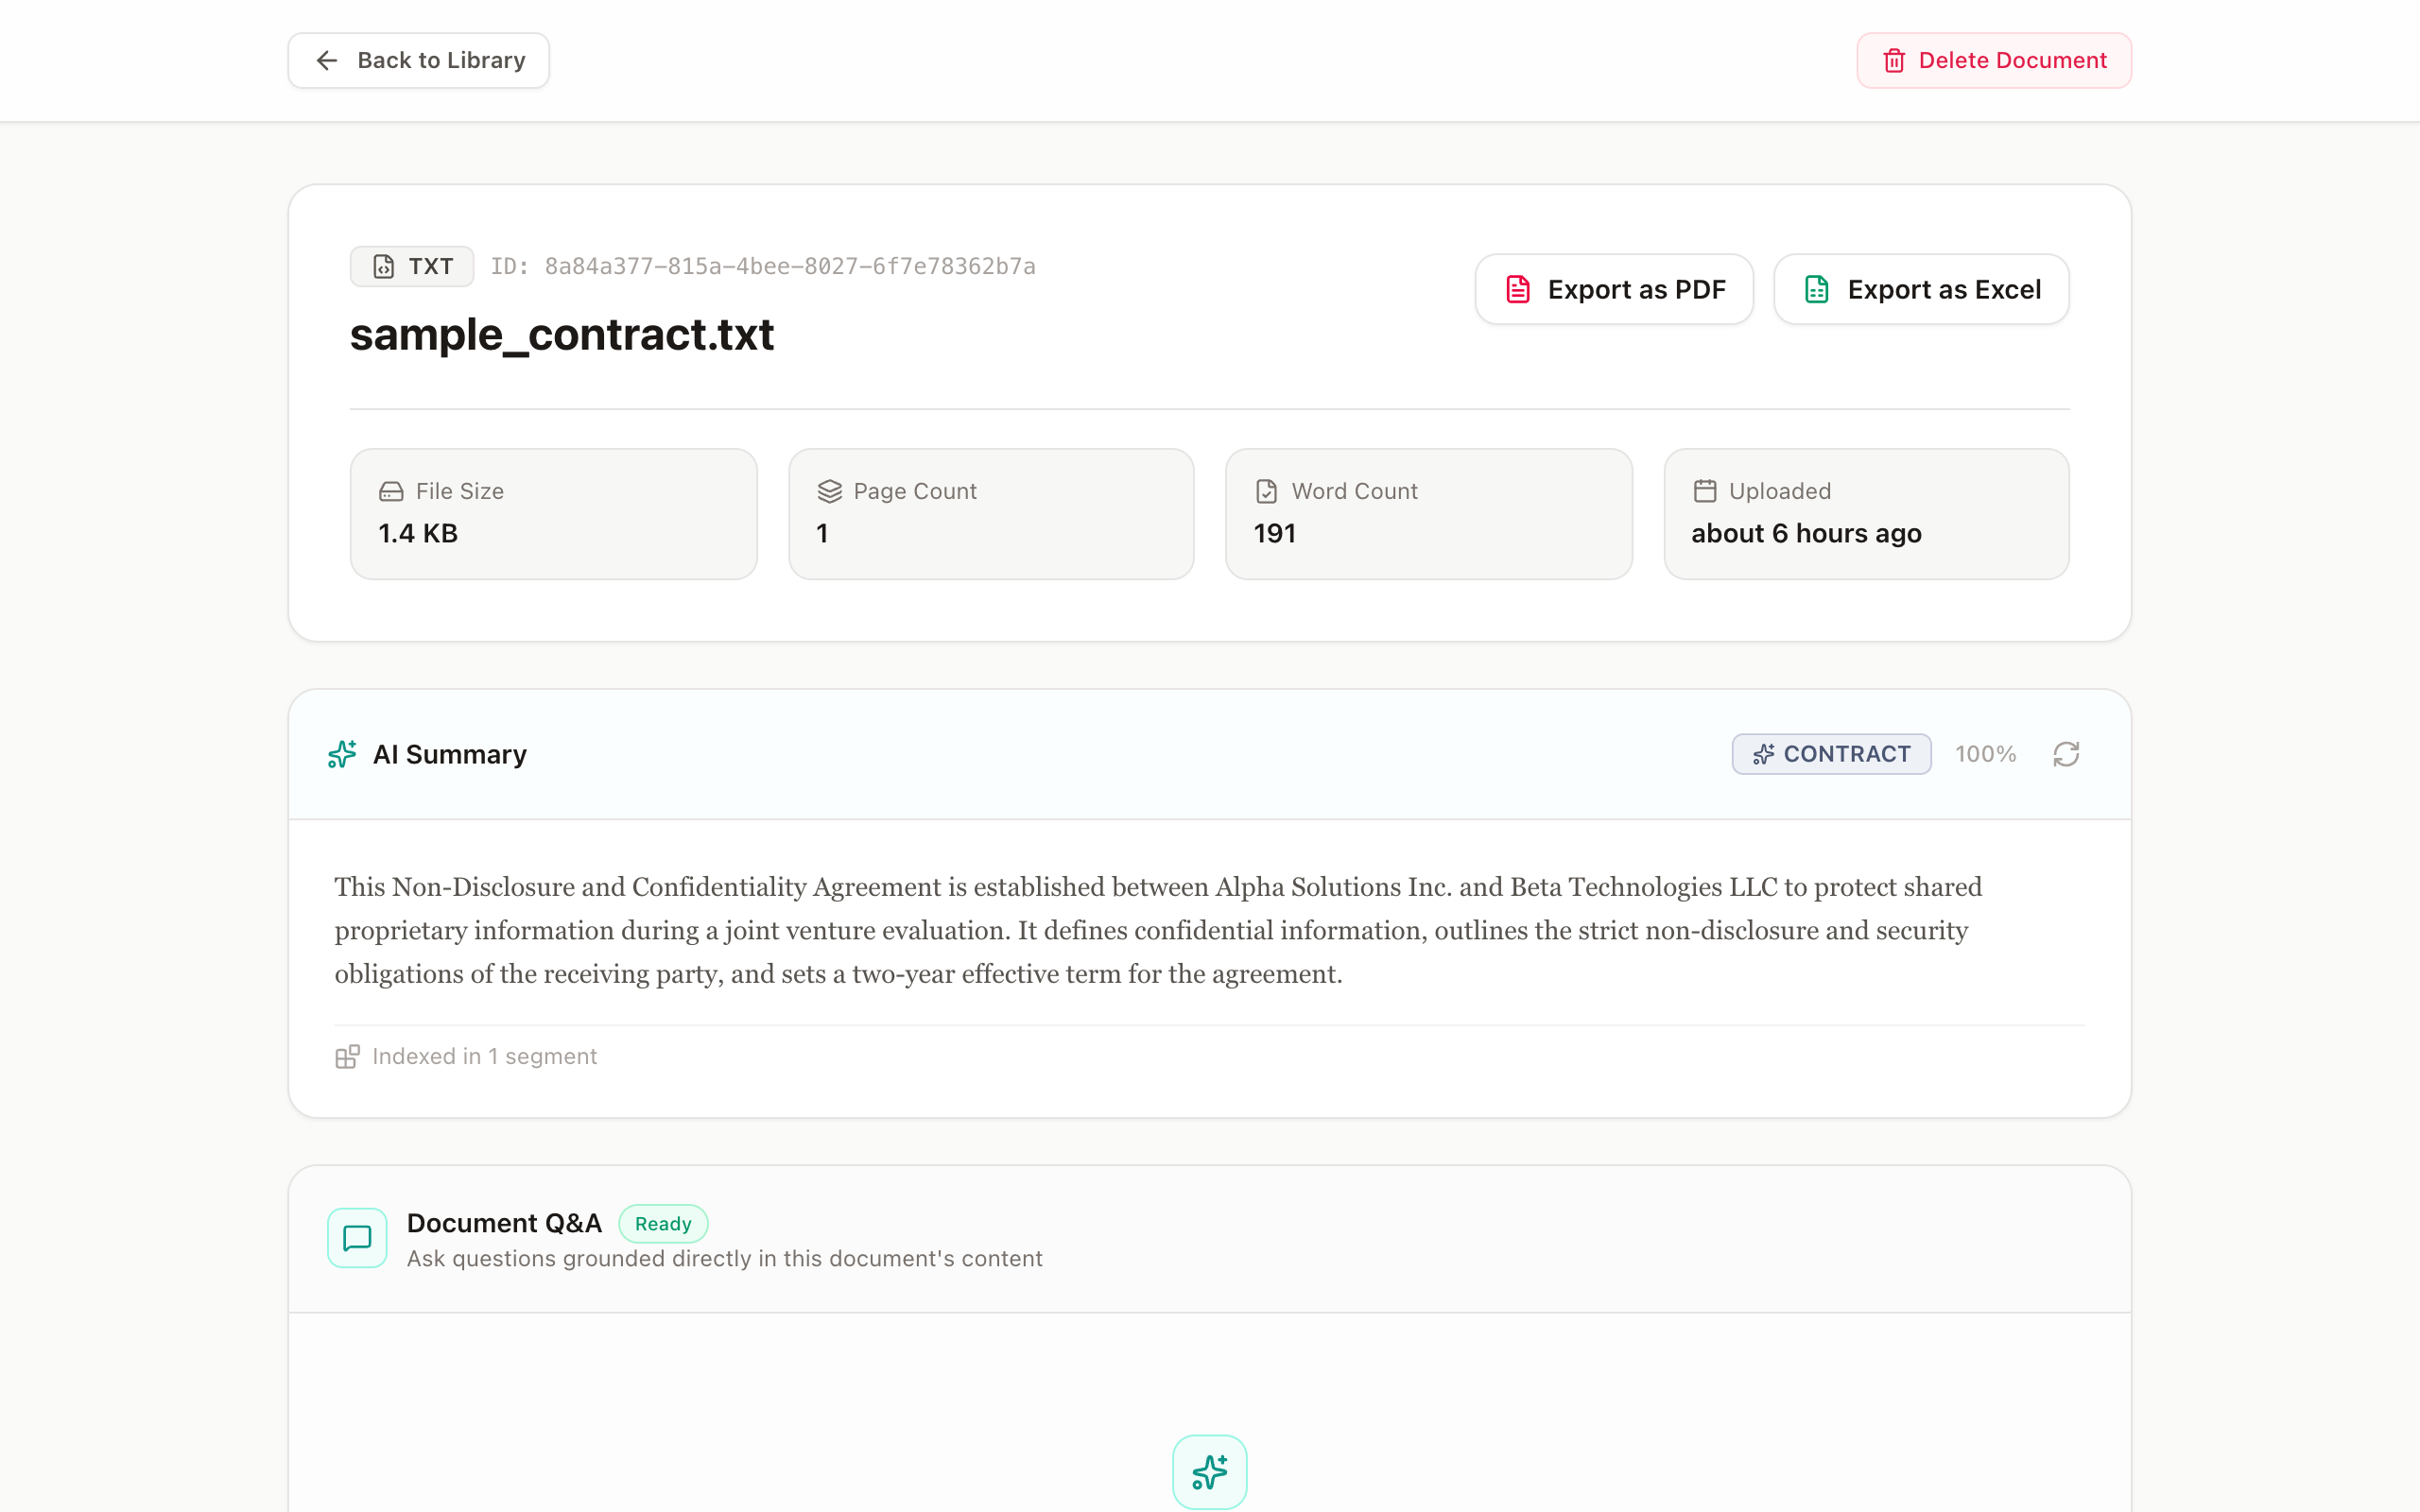 Back to Library
Delete Document
TXT
ID: 8a84a377-815a-4bee-8027-6f7e78362b7a
Export as PDF
Export as Excel
sample_contract.txt
File Size
1.4 KB
Page Count
1
Word Count
191
Uploaded
about 6 hours ago
AI Summary
CONTRACT
100%
This Non-Disclosure and Confidentiality Agreement is established between Alpha Solutions Inc. and Beta Technologies LLC to protect shared
proprietary information during a joint venture evaluation. It defines confidential information, outlines the strict non-disclosure and security
obligations of the receiving party, and sets a two-year effective term for the agreement.
Indexed in 1 segment
Document Q&A
Ready
Ask questions grounded directly in this document's content